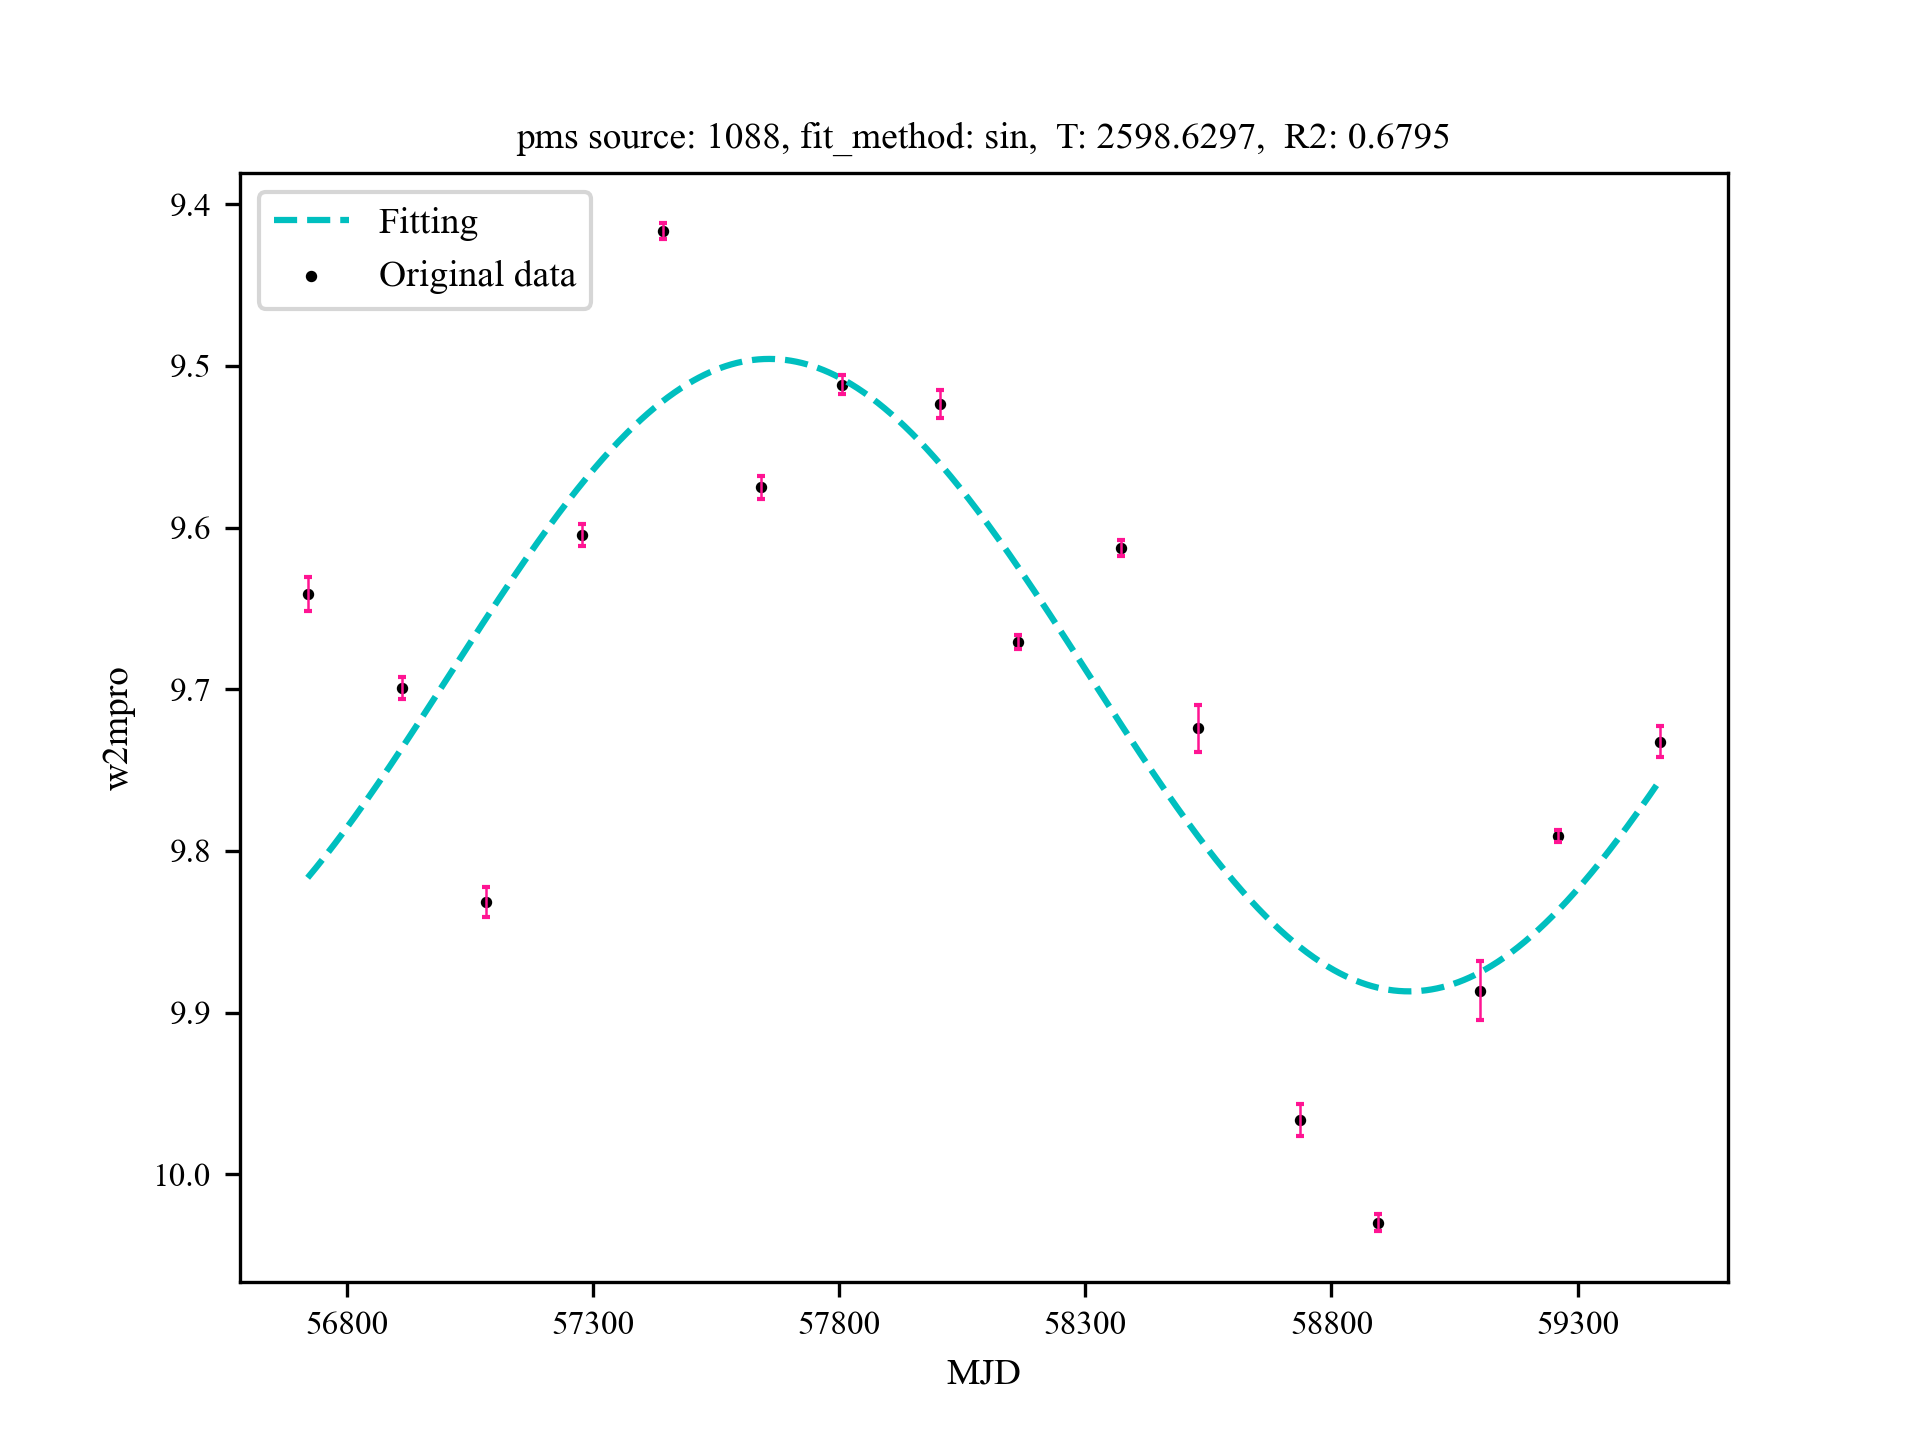 pms source: 1088, fit_method: sin,  T: 2598.6297,  R2: 0.6795
Fitting
Original data
9.4
9.5
9.6
9.7
9.8
9.9
10.0
w2mpro
56800 57300 57800 58300 58800 59300
MJD